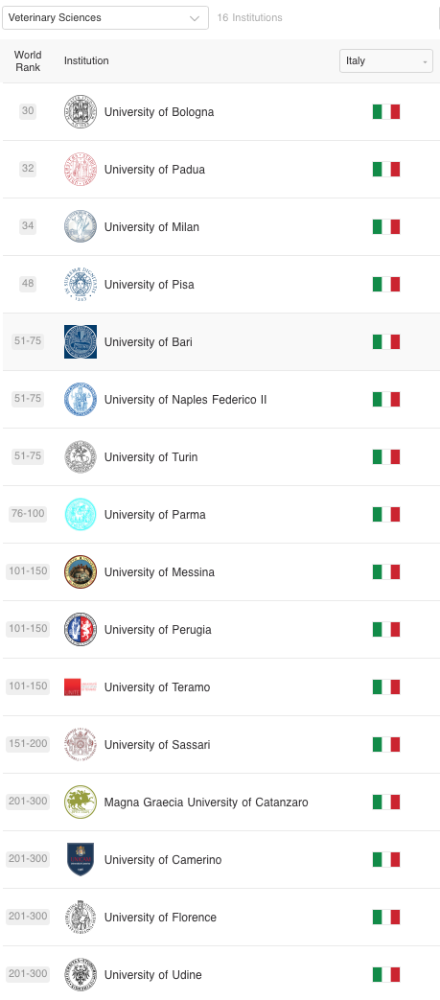 Veterinary Sciences
16 Institutions
World Rank
Institution
Italy
30
University of Bologna
32
University of Padua
34
University of Milan
48
University of Pisa
51-75
University of Bari
51-75
University of Naples Federico II
51-75
University of Turin
76-100
University of Parma
101-150
University of Messina
101-150
University of Perugia
101-150
University of Teramo
151-200
University of Sassari
201-300
Magna Graecia University of Catanzaro
201-300
University of Camerino
201-300
University of Florence
201-300
University of Udine